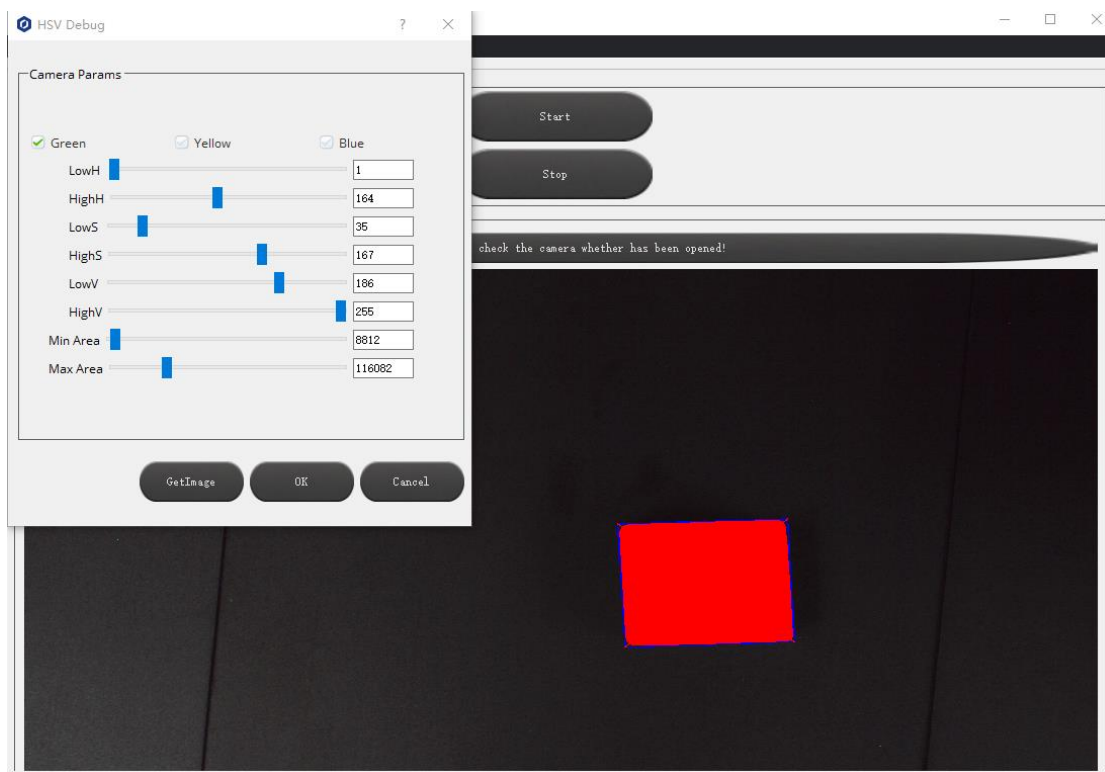 HSV Debug
Camera Params
Green Yellow Blue
LowH 1
HighH 164
LowS 35
HighS 167
LowV 186
HighV 255
Min Area 8812
Max Area 116082
GetImage OK Cancel
Start
Stop
check the camera whether has been opened!